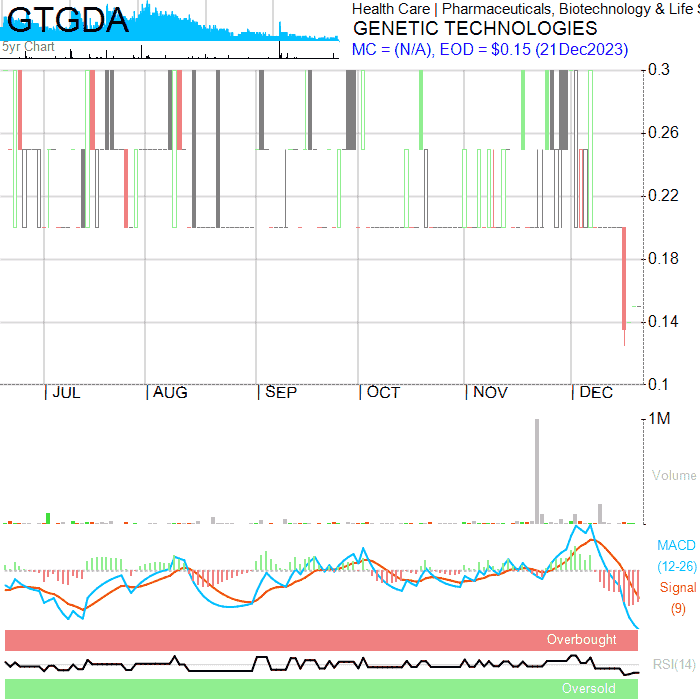 GTGDA
5yr Chart
Health Care | Pharmaceuticals, Biotechnology & Life S
GENETIC TECHNOLOGIES
MC = (N/A), EOD = $0.15 (21Dec2023)
0.3
0.26
0.22
0.18
0.14
0.1
JUL AUG SEP OCT NOV DEC
1M
Volume
MACD
(12-26)
Signal
(9)
Overbought
RSI(14)
Oversold